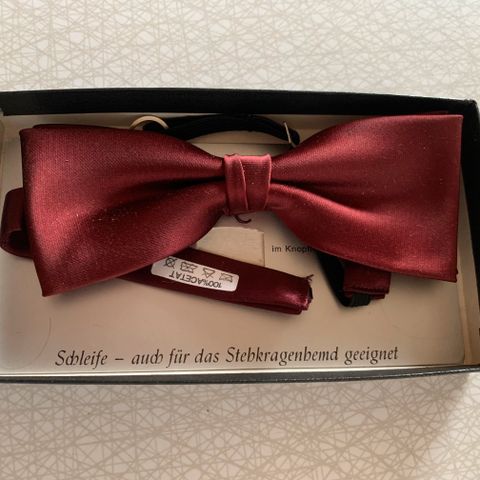 im Knopf
100% ACETAT
Schleife – auch für das Stehkragenhemd geeignet